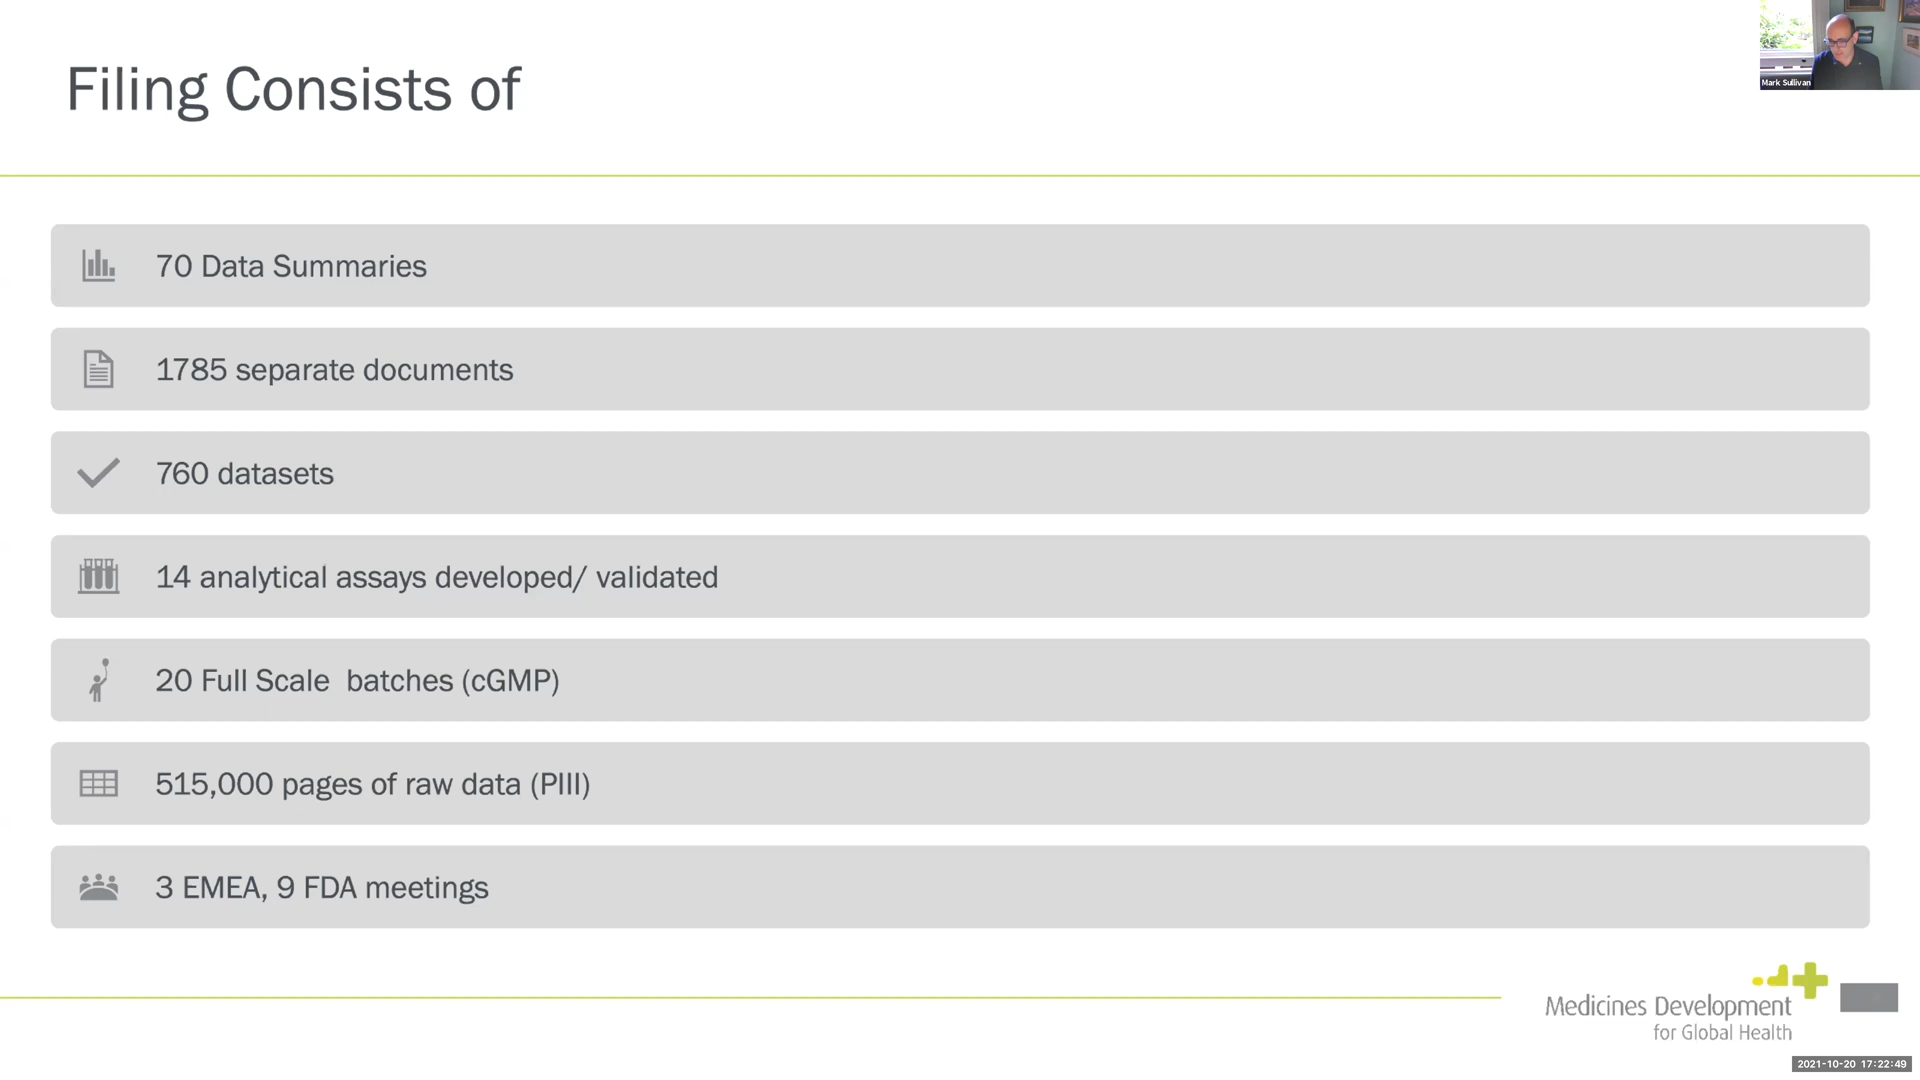 Mark Sullivan
Filing Consists of
70 Data Summaries
1785 separate documents
760 datasets
14 analytical assays developed/ validated
20 Full Scale  batches (cGMP)
515,000 pages of raw data (PIII)
3 EMEA, 9 FDA meetings
Medicines Development
for Global Health
2021-10-20 17:22:49